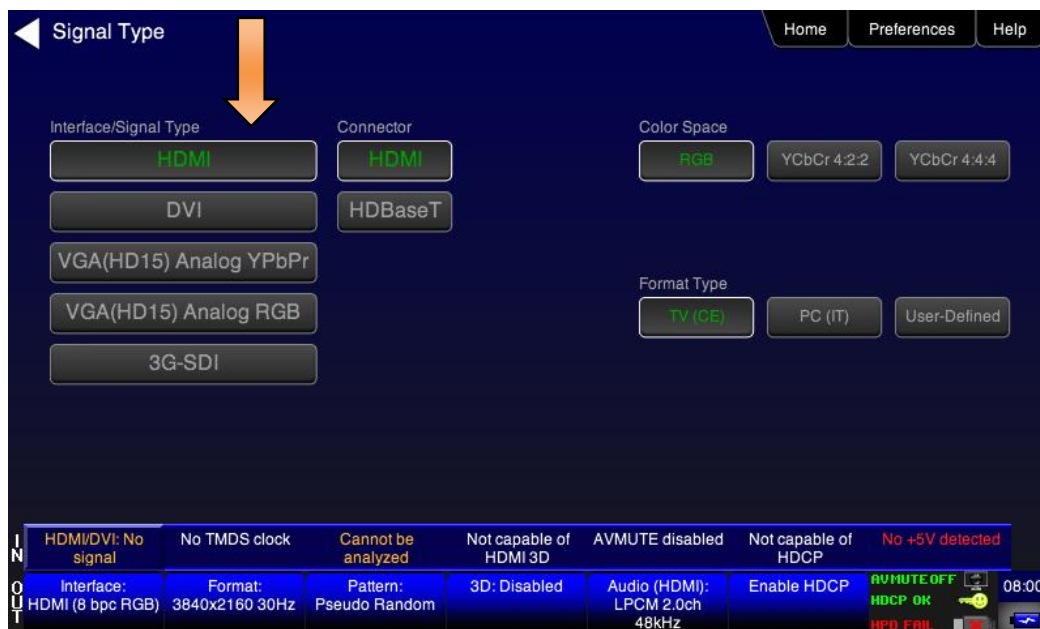 Signal Type
Home
Preferences
Help
Interface/Signal Type
Connector
Color Space
HDMI
HDMI
RGB
YCbCr 4:2:2
YCbCr 4:4:4
DVI
HDBaseT
VGA(HD15) Analog YPbPr
Format Type
VGA(HD15) Analog RGB
TV (CE)
PC (IT)
User-Defined
3G-SDI
IN
HDMI/DVI: No
signal
No TMDS clock
Cannot be
analyzed
Not capable of
HDMI 3D
AVMUTE disabled
Not capable of
HDCP
No +5V detected
OUT
Interface:
HDMI (8 bpc RGB)
Format:
3840x2160 30Hz
Pattern:
Pseudo Random
3D: Disabled
Audio (HDMI):
LPCM 2.0ch
48kHz
Enable HDCP
AVMUTE OFF
HDCP OK
HPD FAIL
08:00